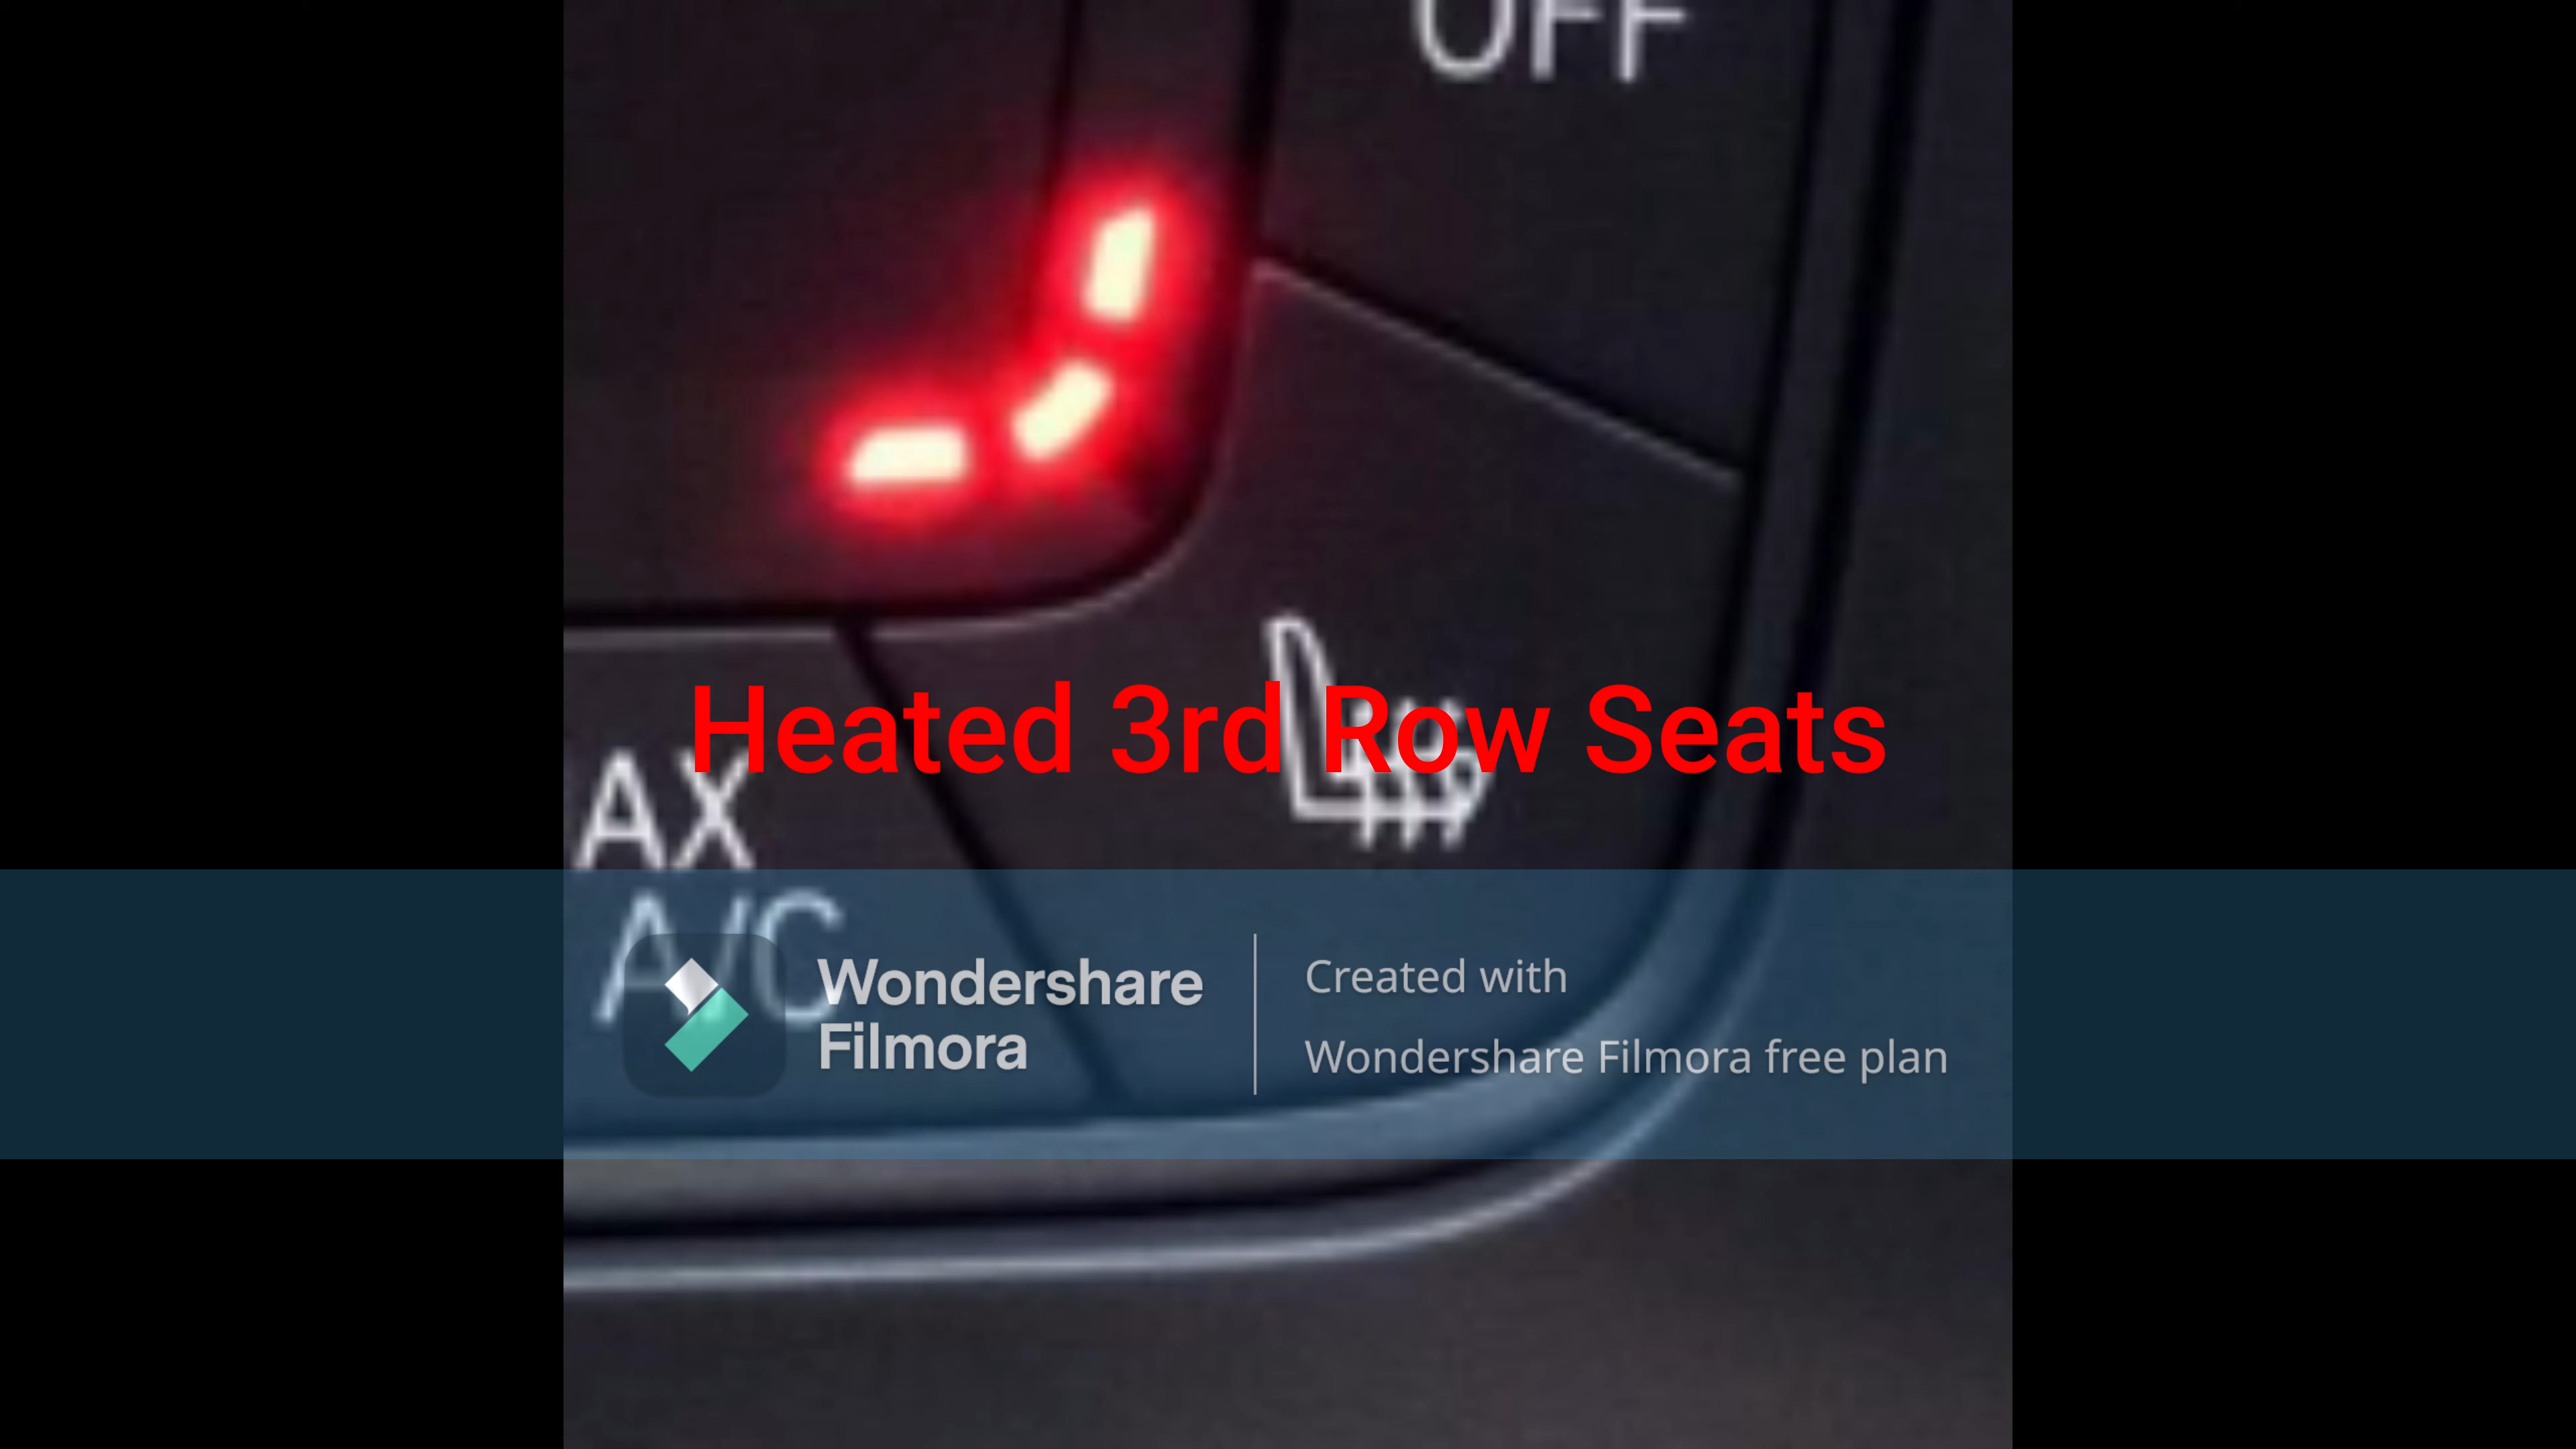 OFF
Heated 3rd Row Seats
AX
A/C
Wondershare
Filmora
Created with
Wondershare Filmora free plan